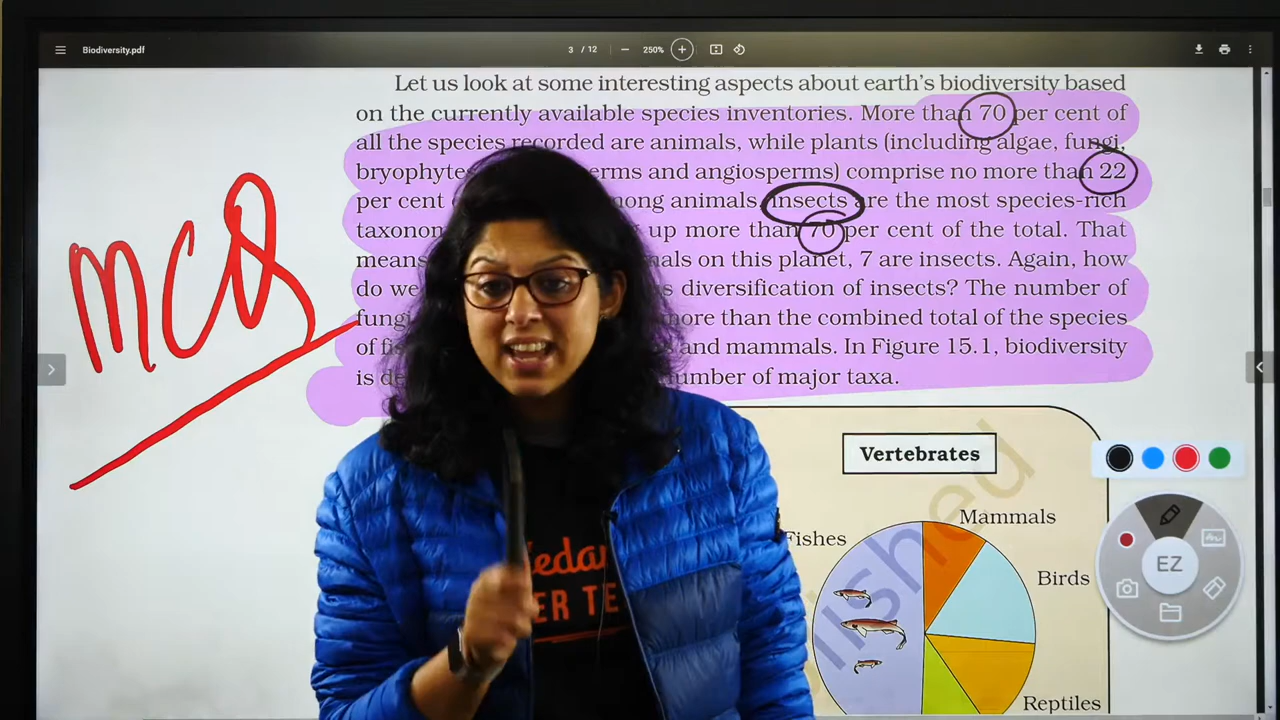 Biodiversity.pdf 3 / 12 250%
Let us look at some interesting aspects about earth's biodiversity based
on the currently available species inventories. More than 70 per cent of
all the species recorded are animals, while plants (including algae, fungi,
bryophyte erms and angiosperms) comprise no more than 22
per cent ong animals, insects are the most species-rich
taxonon up more than 70 per cent of the total. That
means als on this planet, 7 are insects. Again, how
do we s diversification of insects? The number of
fungi more than the combined total of the species
of fi and mammals. In Figure 15.1, biodiversity
is de number of major taxa.
MCQ
Vertebrates
Mammals
Fishes
Birds
Reptiles
EZ